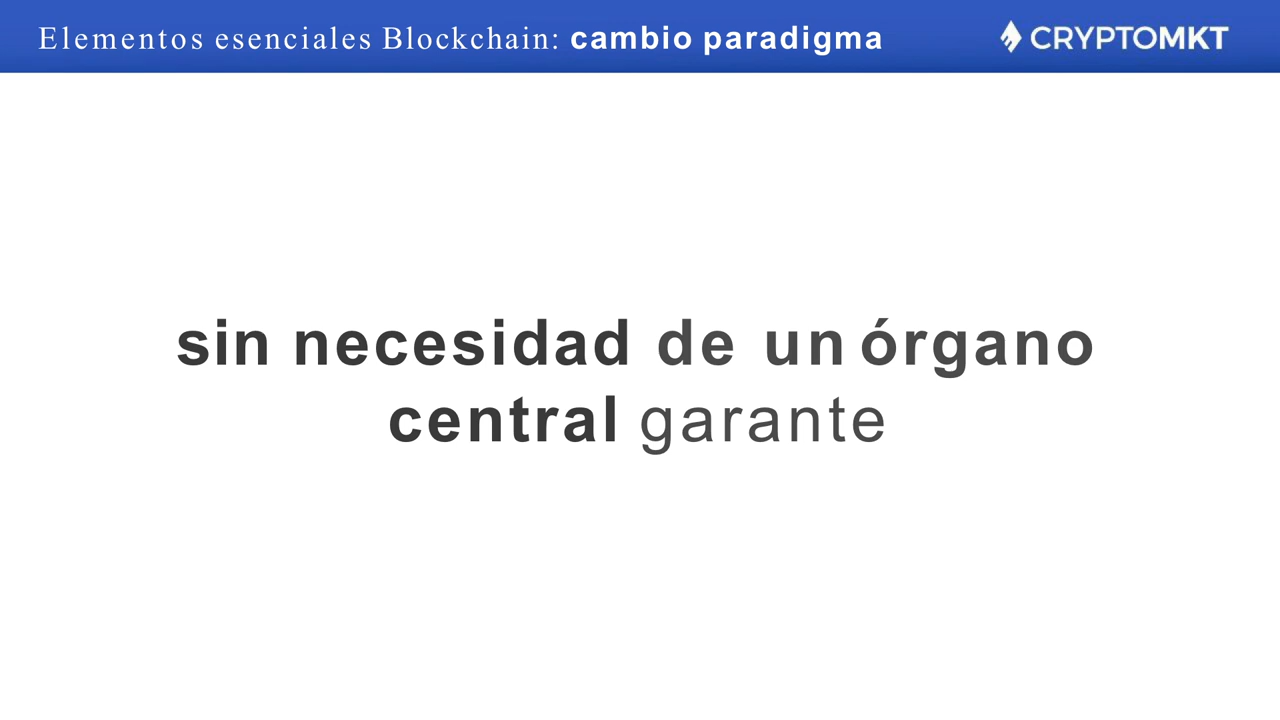 Elementos esenciales Blockchain: cambio paradigma
CRYPTOMKT
sin necesidad de un órgano
central garante